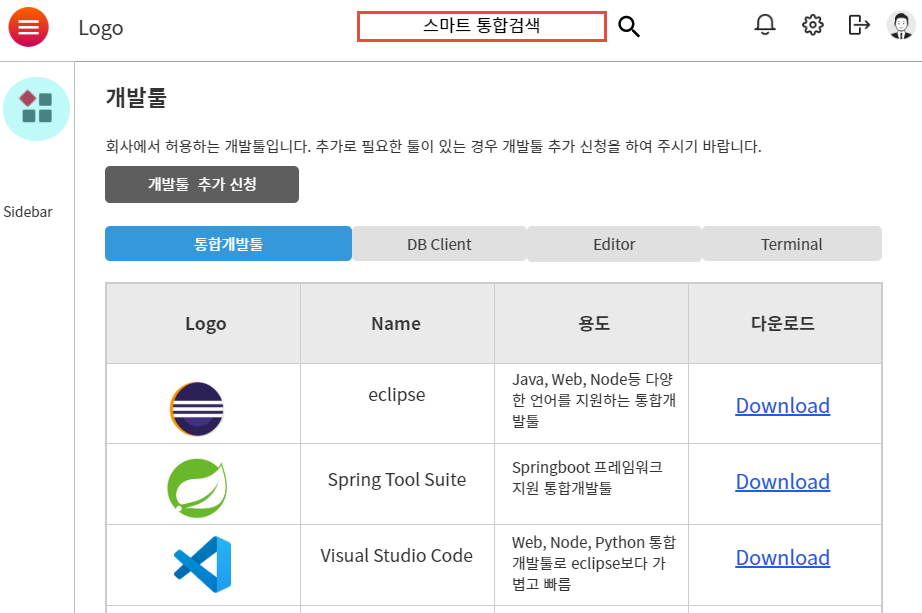 Logo
스마트 통합검색
개발툴
회사에서 허용하는 개발툴입니다. 추가로 필요한 툴이 있는 경우 개발툴 추가 신청을 하여 주시기 바랍니다.
개발툴 추가 신청
Sidebar
통합개발툴 DB Client Editor Terminal
Logo Name 용도 다운로드
eclipse
Java, Web, Node등 다양
한 언어를 지원하는 통합개
발툴
Download
Spring Tool Suite
Springboot 프레임워크
지원 통합개발툴
Download
Visual Studio Code
Web, Node, Python 통합
개발툴로 eclipse보다 가
볍고 빠름
Download